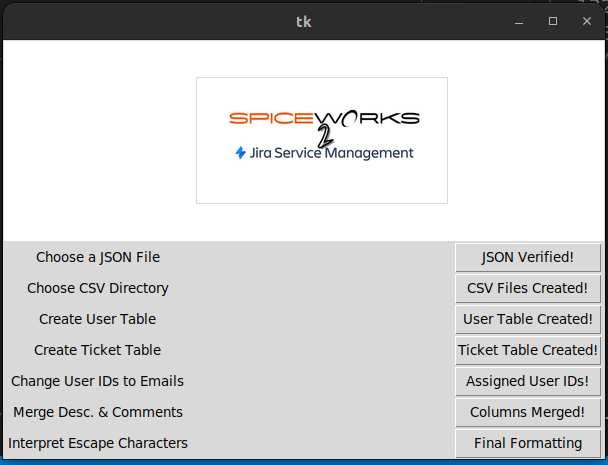 tk
SPICEWORKS
2
Jira Service Management
Choose a JSON File JSON Verified!
Choose CSV Directory CSV Files Created!
Create User Table User Table Created!
Create Ticket Table Ticket Table Created!
Change User IDs to Emails Assigned User IDs!
Merge Desc. & Comments Columns Merged!
Interpret Escape Characters Final Formatting